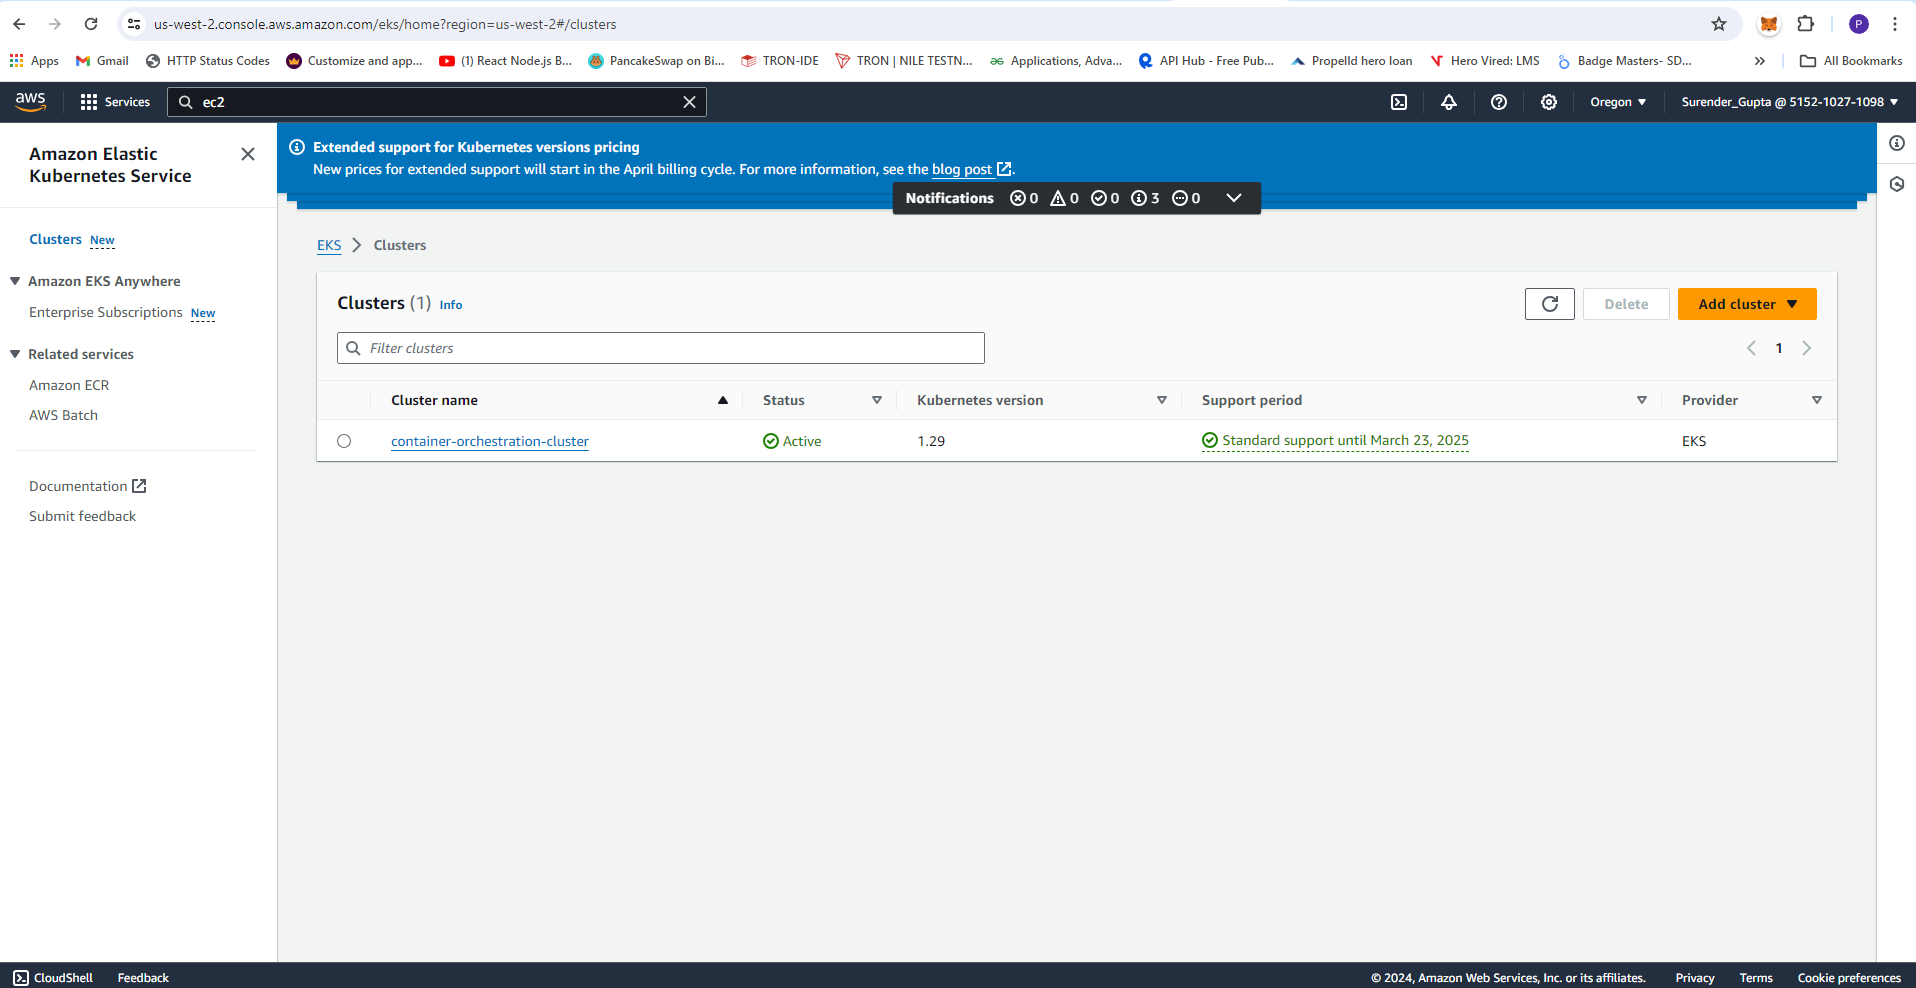 us-west-2.console.aws.amazon.com/eks/home?region=us-west-2#/clusters
P
Apps Gmail HTTP Status Codes Customize and app... (1) React Node.js B... PancakeSwap on Bi... TRON-IDE TRON | NILE TESTN... Applications, Adva... API Hub - Free Pub... Propelld hero loan Hero Vired: LMS Badge Masters- SD... » All Bookmarks
aws Services ec2 Oregon Surender_Gupta @ 5152-1027-1098
Amazon Elastic
Kubernetes Service
Clusters New
Amazon EKS Anywhere
Enterprise Subscriptions New
Related services
Amazon ECR
AWS Batch
Documentation
Submit feedback
Extended support for Kubernetes versions pricing
New prices for extended support will start in the April billing cycle. For more information, see the blog post.
Notifications 0 0 0 3 0
EKS Clusters
Clusters (1) Info
Delete
Add cluster
Filter clusters
1
Cluster name Status Kubernetes version Support period Provider
container-orchestration-cluster Active 1.29 Standard support until March 23, 2025 EKS
CloudShell Feedback © 2024, Amazon Web Services, Inc. or its affiliates. Privacy Terms Cookie preferences